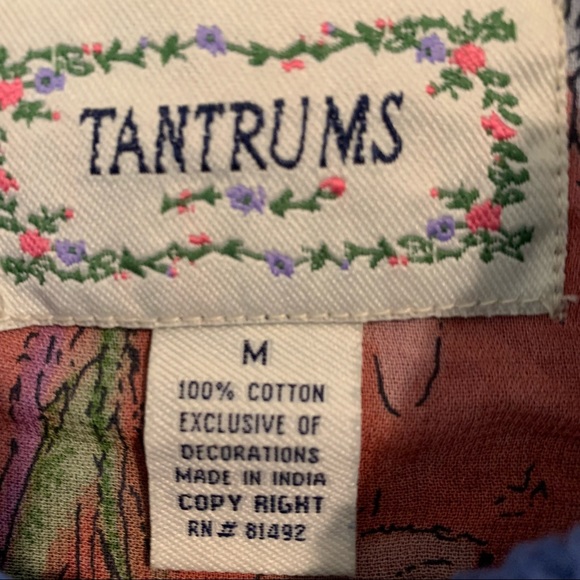 TANTRUMS
M
100% COTTON
EXCLUSIVE OF
DECORATIONS
MADE IN INDIA
COPY RIGHT
RN# 81492